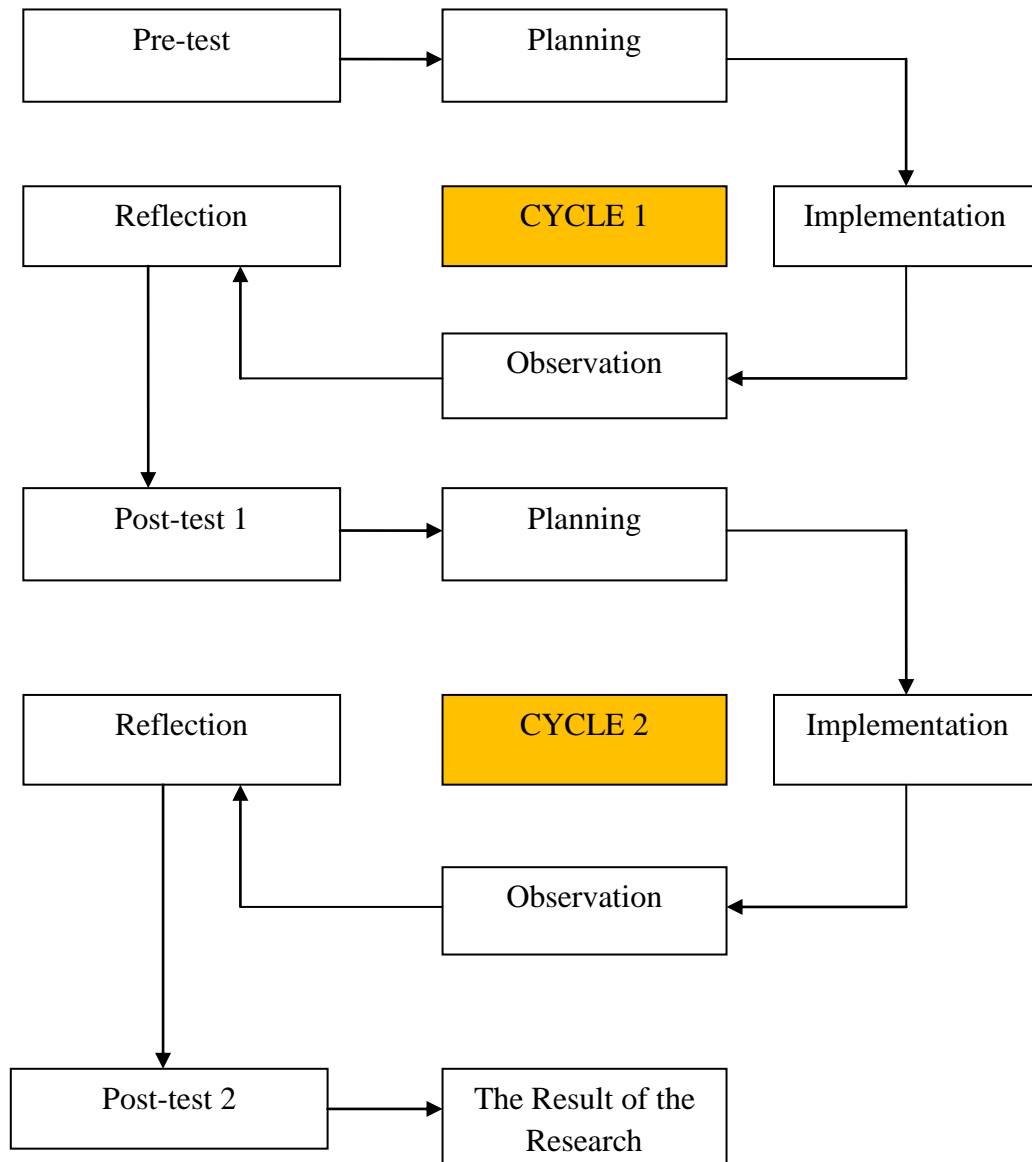 Pre-test
Planning
Reflection
CYCLE 1
Implementation
Observation
Post-test 1
Planning
Reflection
CYCLE 2
Implementation
Observation
Post-test 2
The Result of the
Research